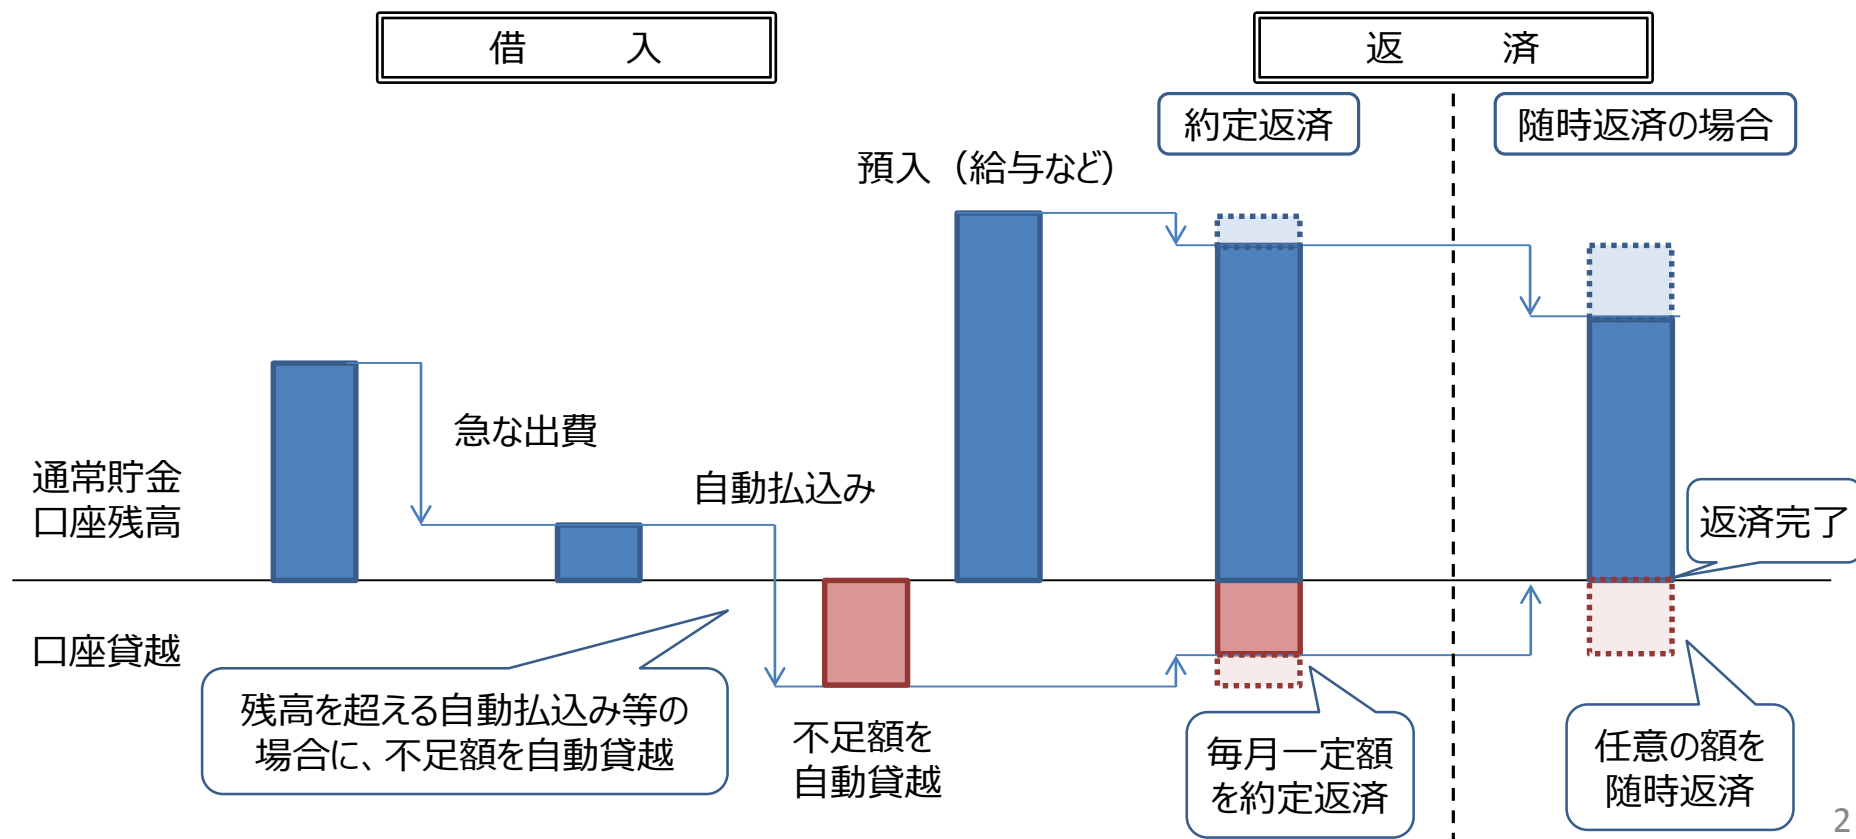 借　入
返　済
約定返済
随時返済の場合
預入（給与など）
急な出費
自動払込み
通常貯金
口座残高
返済完了
口座貸越
残高を超える自動払込み等の
場合に、不足額を自動貸越
不足額を
自動貸越
毎月一定額
を約定返済
任意の額を
随時返済
2